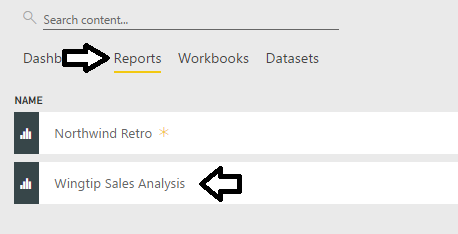 Search content...
Dashb Reports Workbooks Datasets
NAME
Northwind Retro
Wingtip Sales Analysis